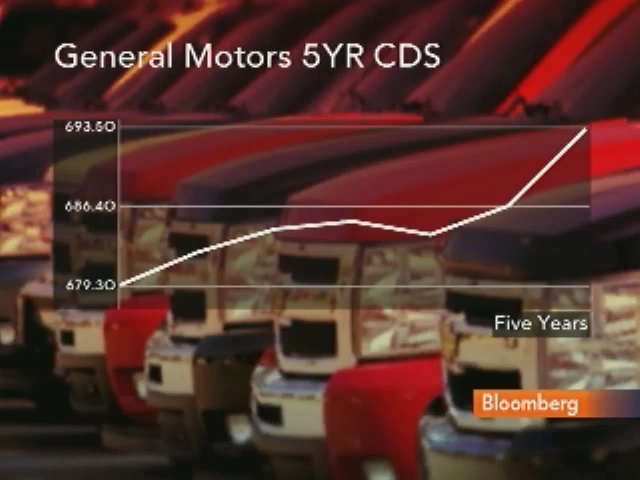 General Motors 5YR CDS
693.50
686.40
679.30
Five Years
Bloomberg